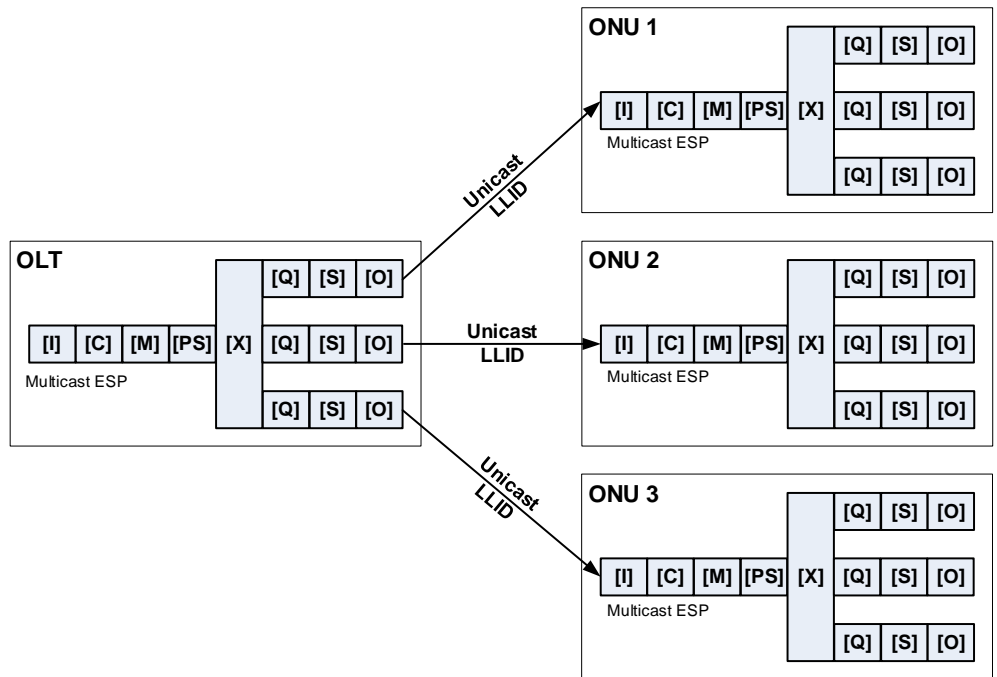 OLT
[Q] [S] [O]
[I] [C] [M] [PS] [X] [Q] [S] [O]
Multicast ESP
[Q] [S] [O]
Unicast
LLID
Unicast
LLID
Unicast
LLID
ONU 1
[Q] [S] [O]
[I] [C] [M] [PS] [X] [Q] [S] [O]
Multicast ESP
[Q] [S] [O]
ONU 2
[Q] [S] [O]
[I] [C] [M] [PS] [X] [Q] [S] [O]
Multicast ESP
[Q] [S] [O]
ONU 3
[Q] [S] [O]
[I] [C] [M] [PS] [X] [Q] [S] [O]
Multicast ESP
[Q] [S] [O]